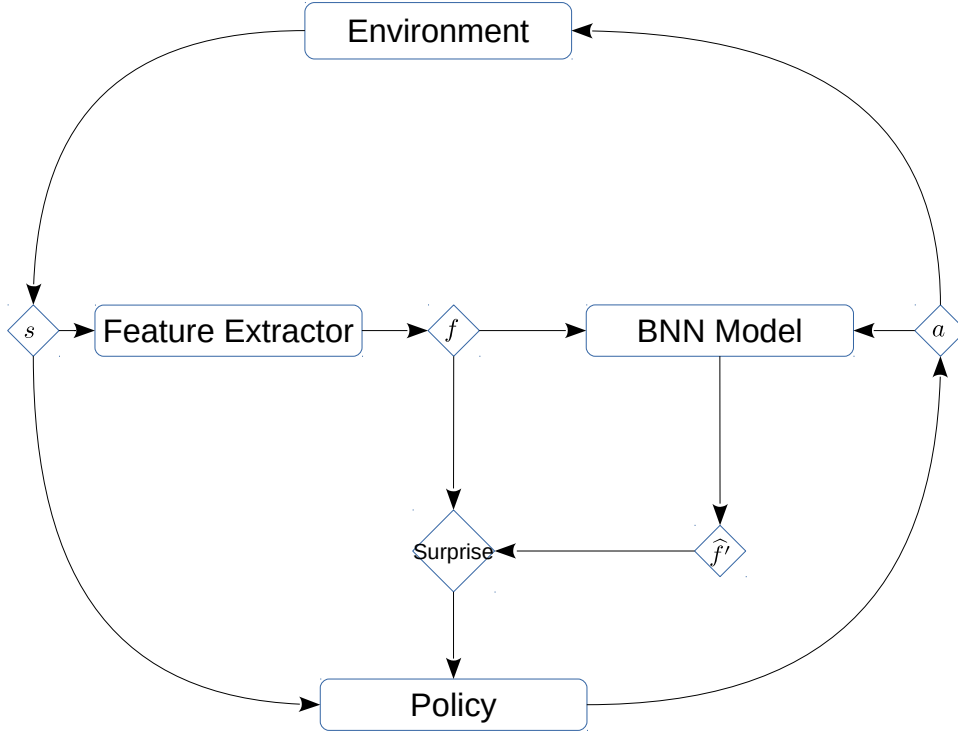 Environment
s
Feature Extractor
f
BNN Model
a
Surprise
f̂′
Policy